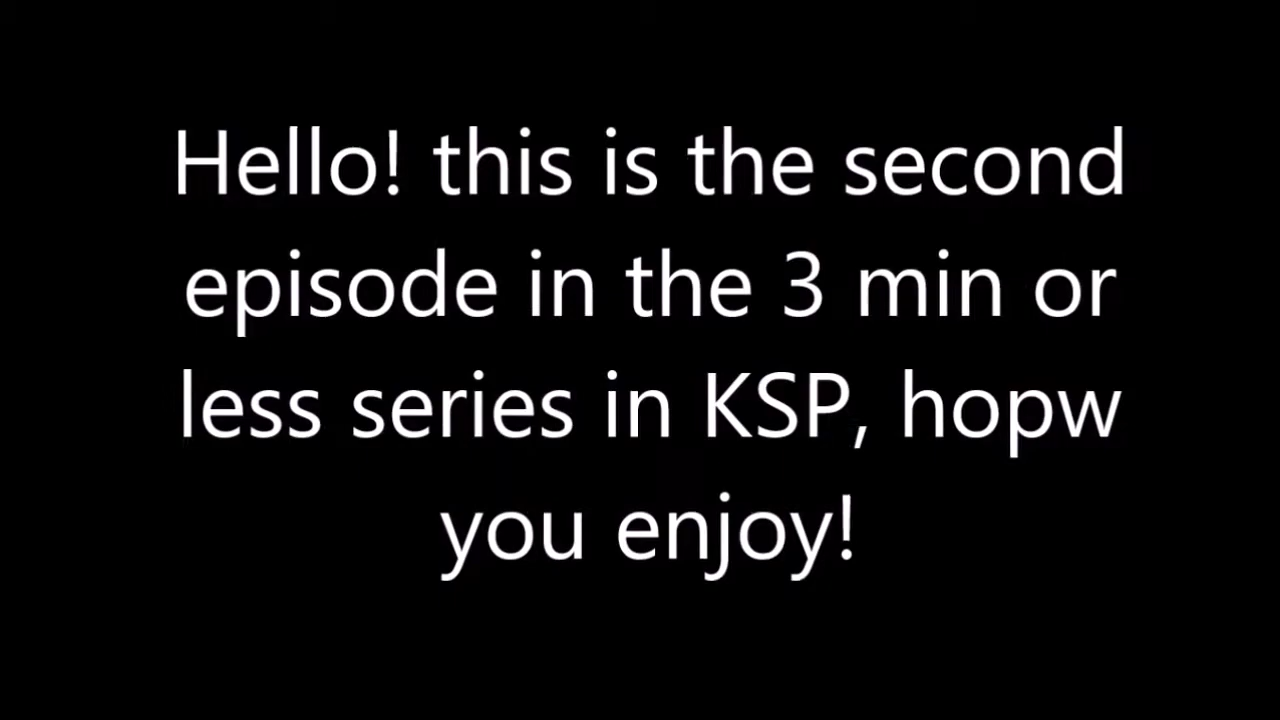 Hello! this is the second
episode in the 3 min or
less series in KSP, hopw
you enjoy!